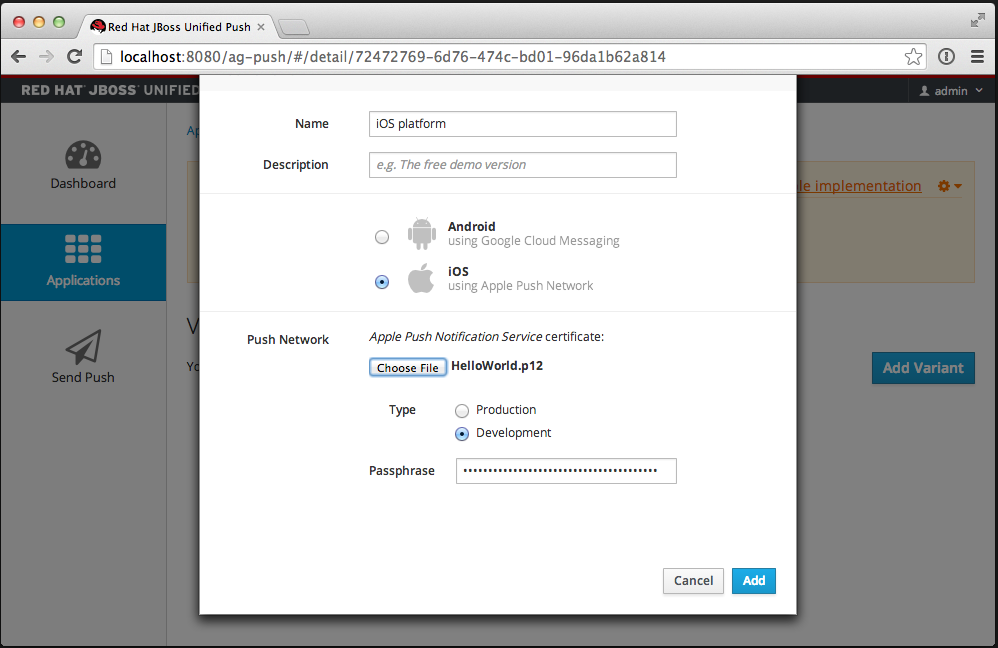 Red Hat JBoss Unified Push
localhost:8080/ag-push/#/detail/72472769-6d76-474c-bd01-96da1b62a814
RED HAT JBOSS UNIFIED
admin
Dashboard
Applications
Send Push
Name
iOS platform
Description
e.g. The free demo version
Android
using Google Cloud Messaging
iOS
using Apple Push Network
Push Network
Apple Push Notification Service certificate:
Choose File HelloWorld.p12
Type
Production
Development
Passphrase
••••••••••••••••••••••••••••••••••••••
Cancel
Add
implementation
Add Variant